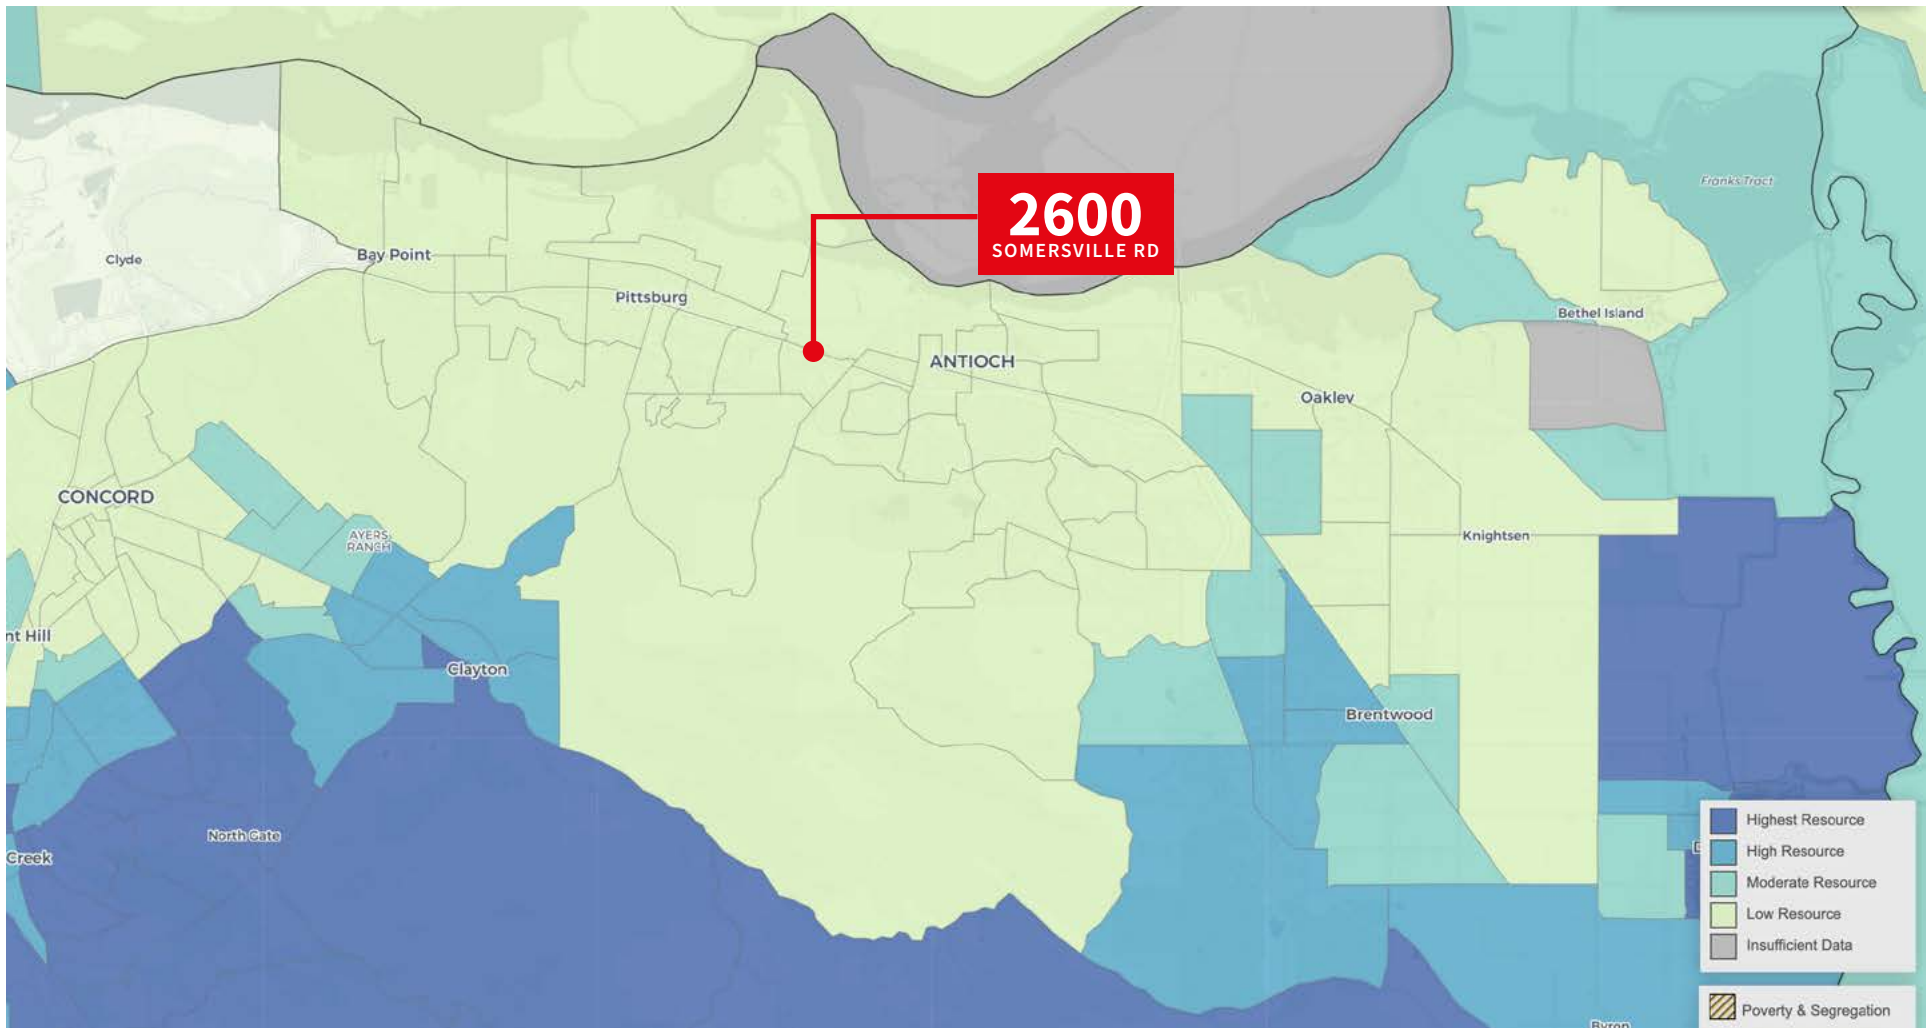 2600
SOMERSVILLE RD
Franks Tract
Clyde
Bay Point
Pittsburg
Bethel Island
ANTIOCH
Oakley
CONCORD
AYERS
RANCH
Knightsen
nt Hill
Clayton
Brentwood
North Gate
Creek
Highest Resource
High Resource
Moderate Resource
Low Resource
Insufficient Data
Poverty & Segregation
Byron